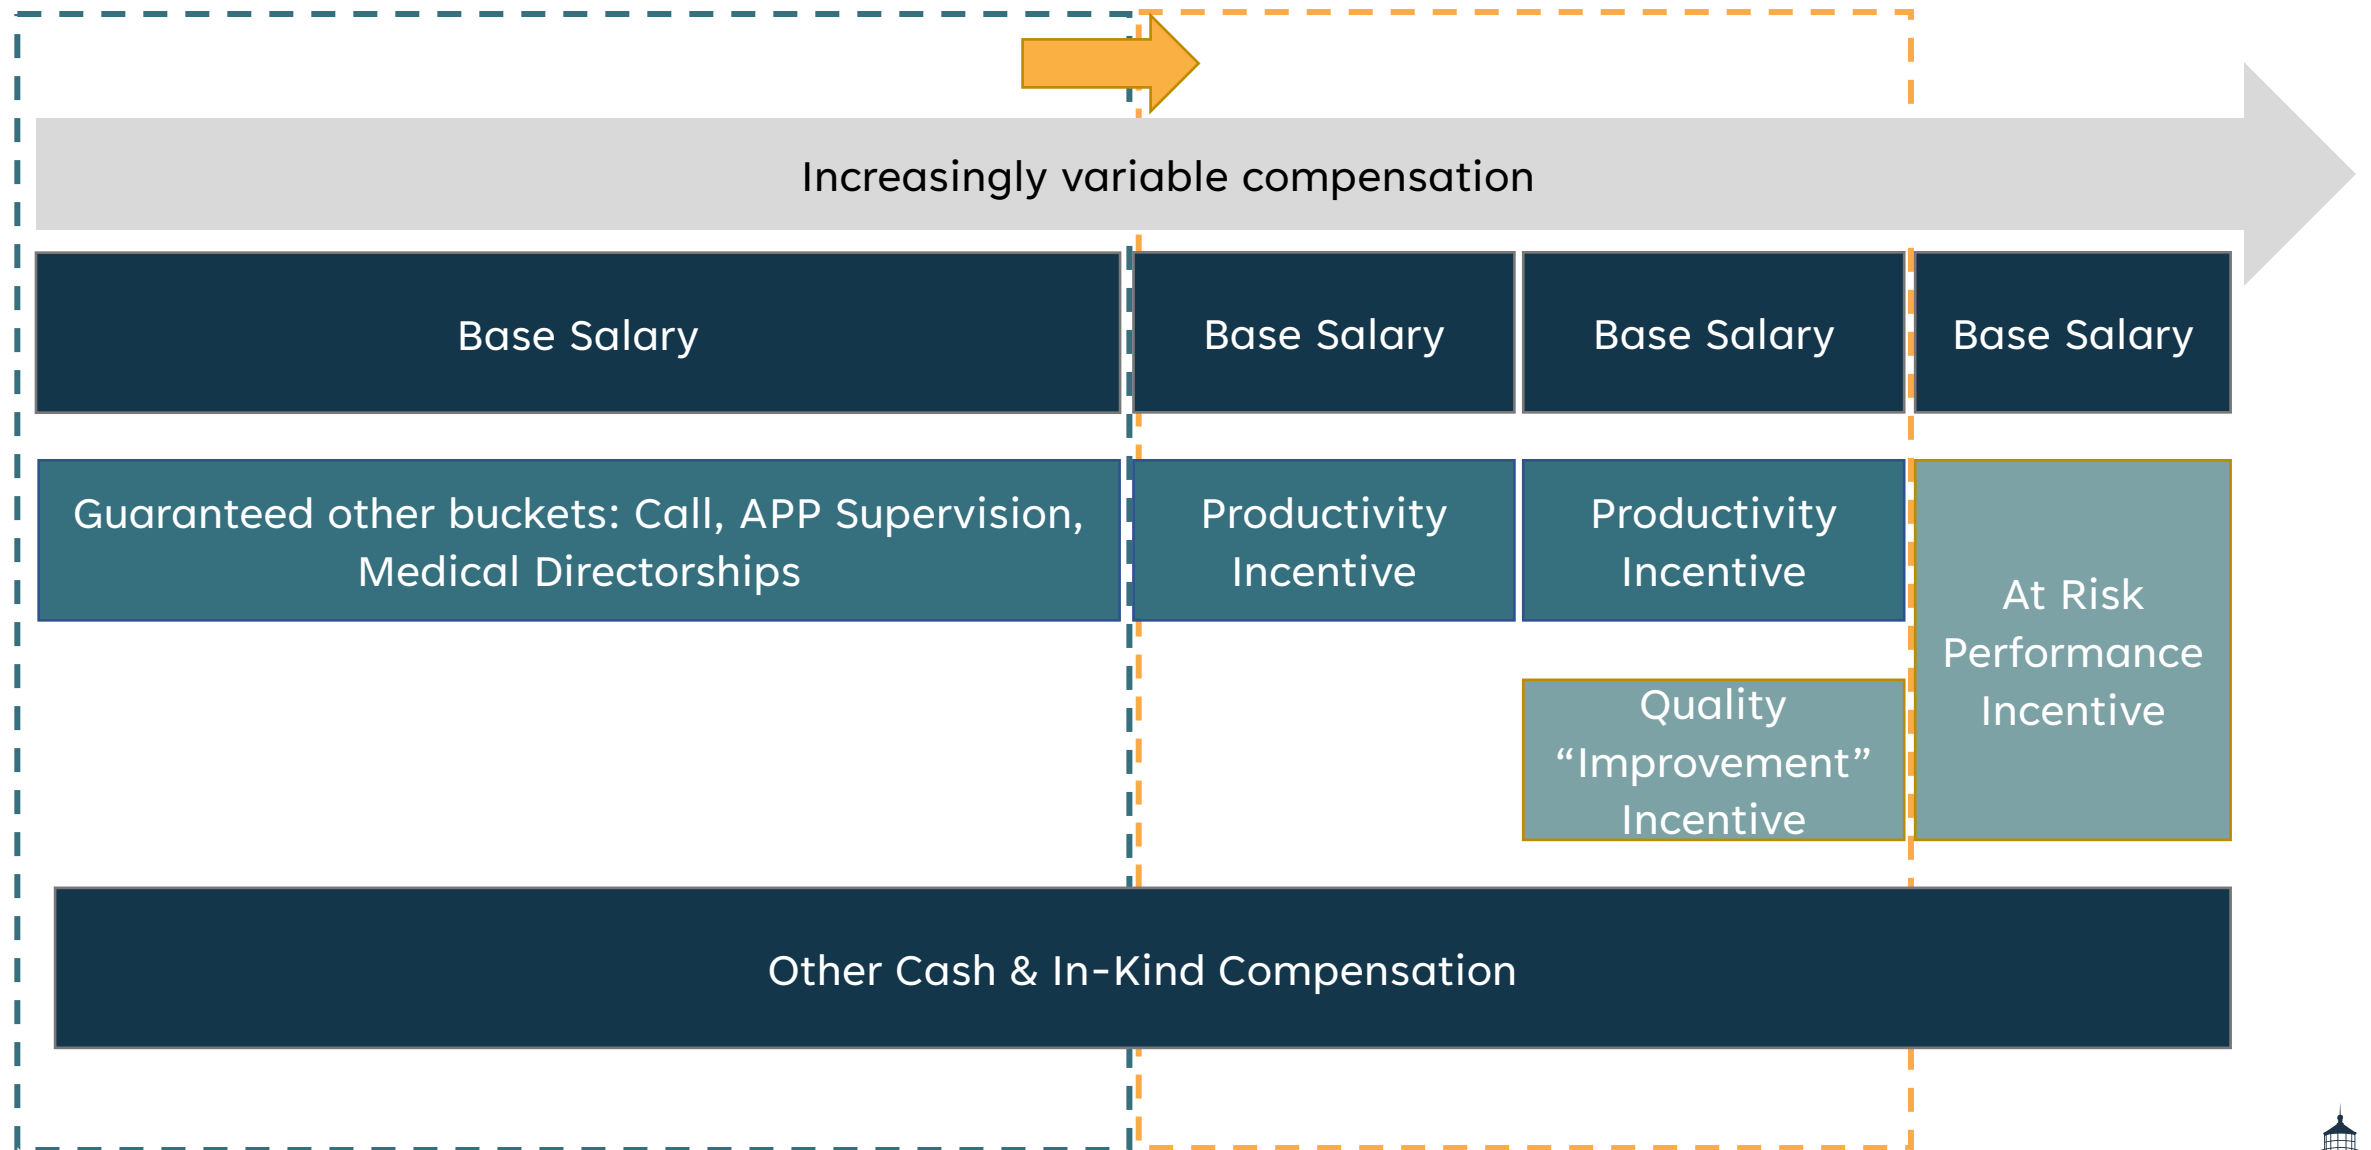 Increasingly variable compensation
Base Salary
Base Salary
Base Salary
Base Salary
Guaranteed other buckets: Call, APP Supervision,
Medical Directorships
Productivity
Incentive
Productivity
Incentive
At Risk
Performance
Incentive
Quality
“Improvement”
Incentive
Other Cash & In-Kind Compensation